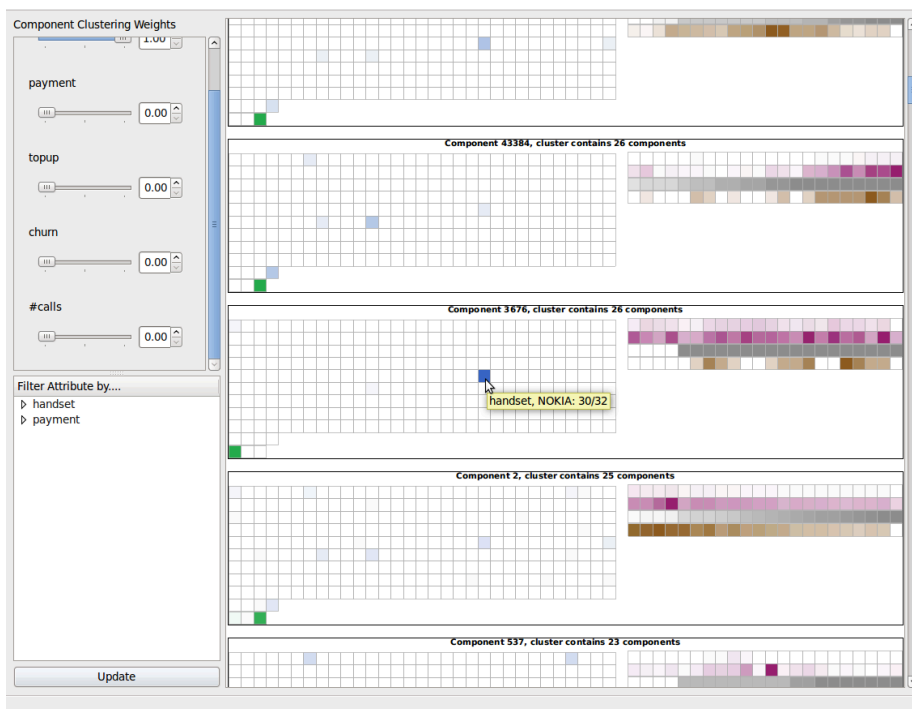 Component Clustering Weights
1.00
payment
0.00
topup
0.00
churn
0.00
#calls
0.00
Filter Attribute by....
handset
payment
Update
Component 43384, cluster contains 26 components
Component 3676, cluster contains 26 components
handset, NOKIA: 30/32
Component 2, cluster contains 25 components
Component 537, cluster contains 23 components